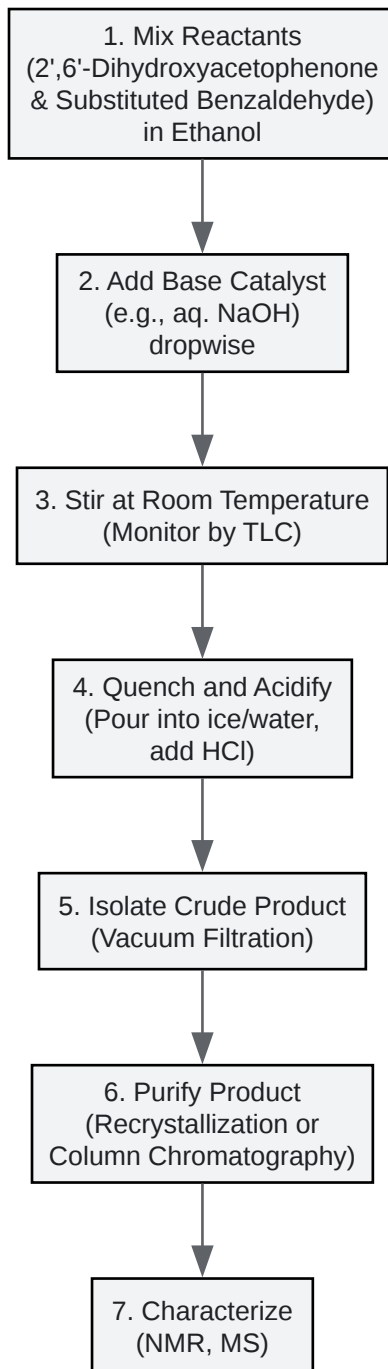 1. Mix Reactants
(2',6'-Dihydroxyacetophenone
& Substituted Benzaldehyde)
in Ethanol
2. Add Base Catalyst
(e.g., aq. NaOH)
dropwise
3. Stir at Room Temperature
(Monitor by TLC)
4. Quench and Acidify
(Pour into ice/water,
add HCl)
5. Isolate Crude Product
(Vacuum Filtration)
6. Purify Product
(Recrystallization or
Column Chromatography)
7. Characterize
(NMR, MS)